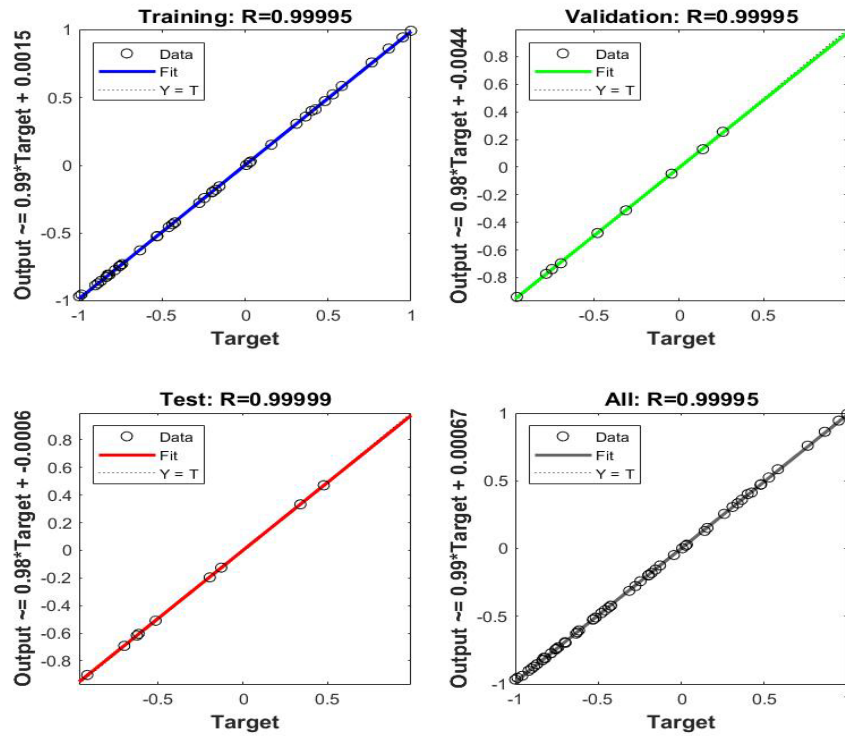 Training: R=0.99995
Output ~= 0.99*Target + 0.0015
1
0.5
0
-0.5
-1
Data
Fit
Y = T
-1
-0.5
0
0.5
1
Target
Validation: R=0.99995
Output ~= 0.98*Target + -0.0044
0.8
0.6
0.4
0.2
0
-0.2
-0.4
-0.6
-0.8
Data
Fit
Y = T
-0.5
0
0.5
Target
Test: R=0.99999
Output ~= 0.98*Target + -0.0006
0.8
0.6
0.4
0.2
0
-0.2
-0.4
-0.6
-0.8
Data
Fit
Y = T
-0.5
0
0.5
Target
All: R=0.99995
Output ~= 0.99*Target + 0.00067
1
0.5
0
-0.5
-1
Data
Fit
Y = T
-1
-0.5
0
0.5
Target